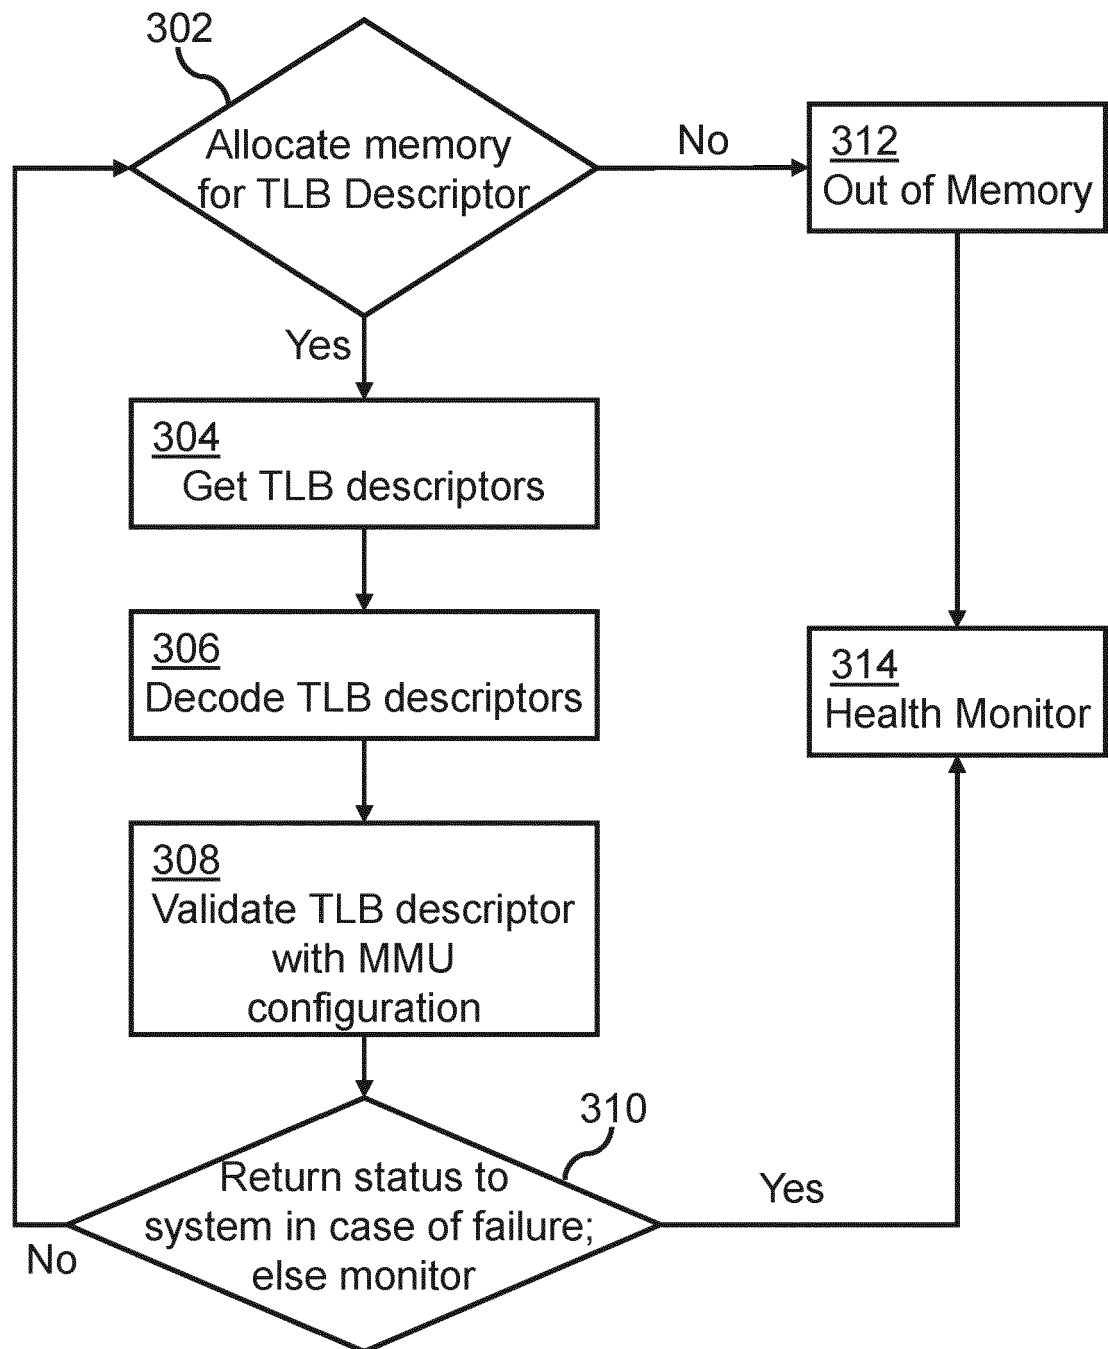 302
Allocate memory
for TLB Descriptor
No
312
Out of Memory
Yes
304
Get TLB descriptors
306
Decode TLB descriptors
314
Health Monitor
308
Validate TLB descriptor
with MMU
configuration
310
Return status to
system in case of failure;
else monitor
Yes
No